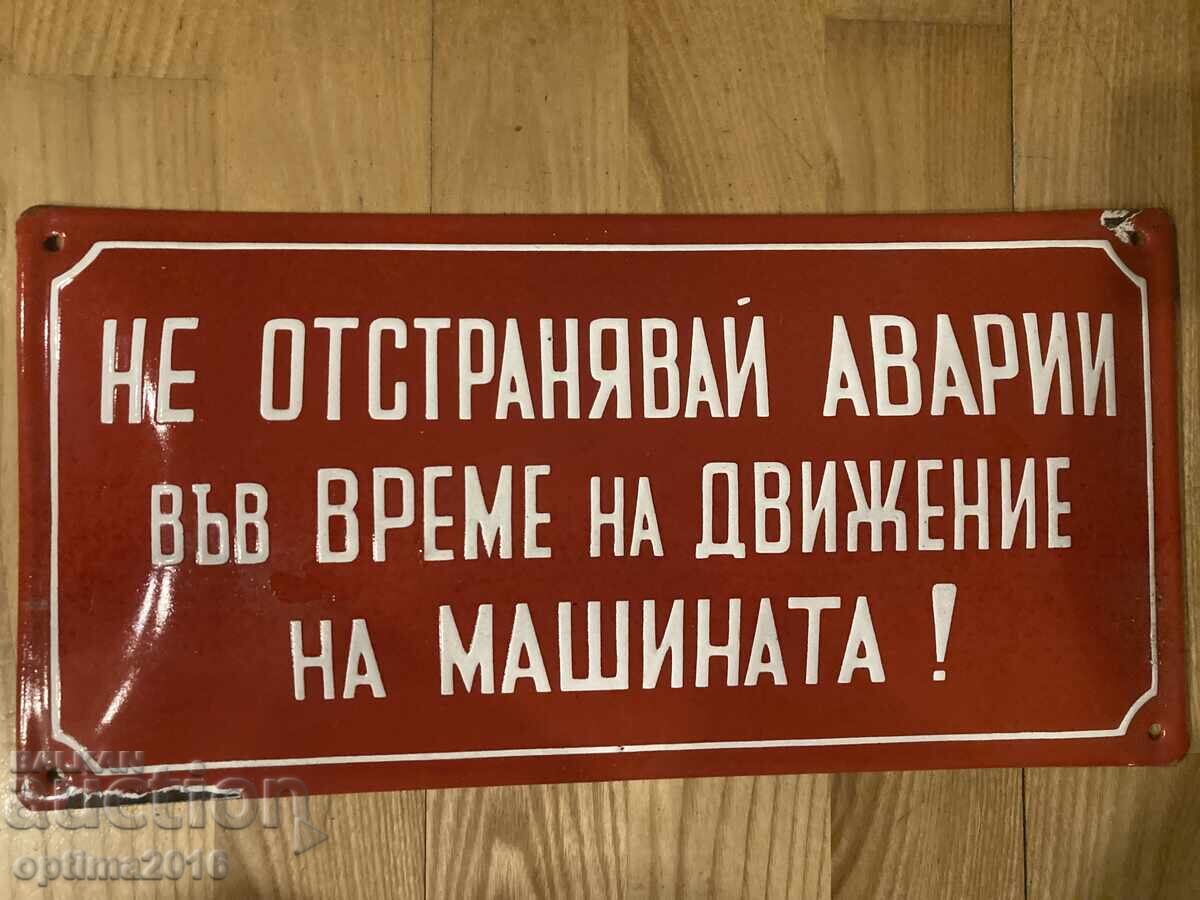 НЕ ОТСТРАНЯВАЙ АВАРИИ
ВЪВ ВРЕМЕ НА ДВИЖЕНИЕ
НА МАШИНАТА !
BALKAN
auction
optima2016